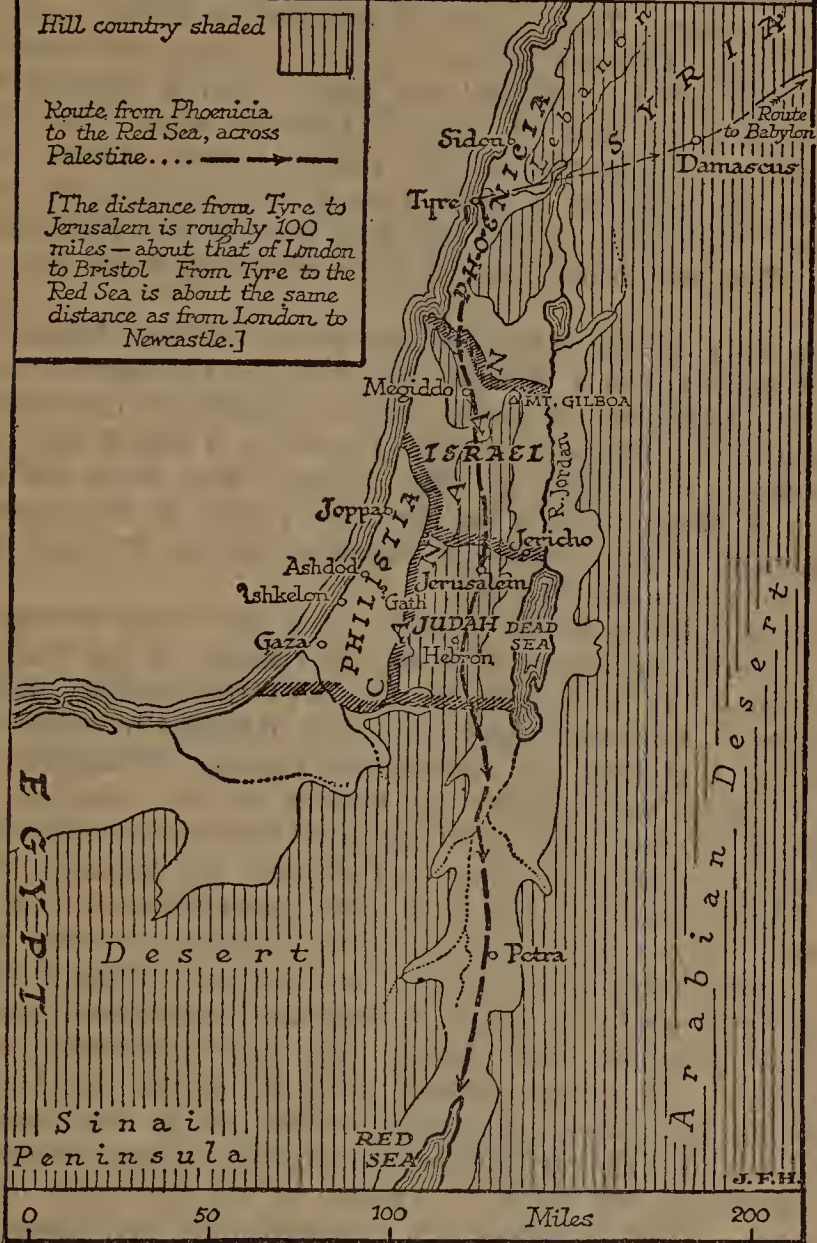 Hill country shaded
Route from Phoenicia
to the Red Sea, across
Palestine....
[The distance from Tyre to
Jerusalem is roughly 100
miles — about that of London
to Bristol From Tyre to the
Red Sea is about the same
distance as from London to
Newcastle.]
SYRIA
Lebanon
PHOENICIA
Route
to Babylon
Sidon
Damascus
Tyre
Megiddo
MT. GILBOA
CANAAN
ISRAEL
R. Jordan
Joppa
PHILISTIA
Jericho
Ashdod
Ishkelon
Jerusalem
Gath
JUDAH
DEAD
SEA
Gaza
Hebron
Arabian Desert
EGYPT
Desert
Petra
Sinai
Peninsula
RED
SEA
J.F.H.
0 50 100 Miles 200